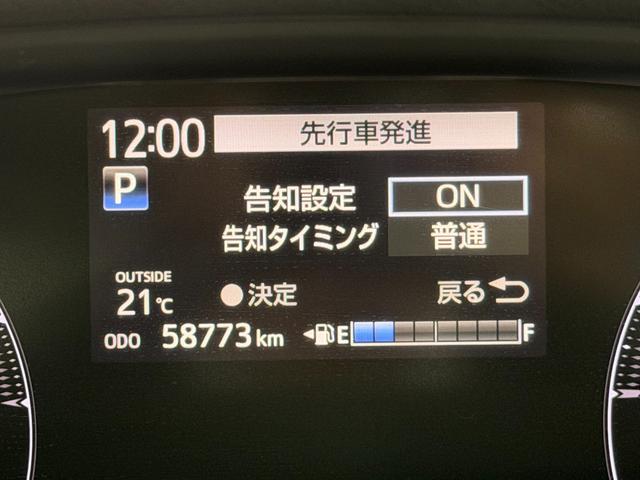 12:00 先行車発進
P
告知設定 ON
告知タイミング 普通
OUTSIDE
21℃ ●決定 戻る
ODO 58773 km E F